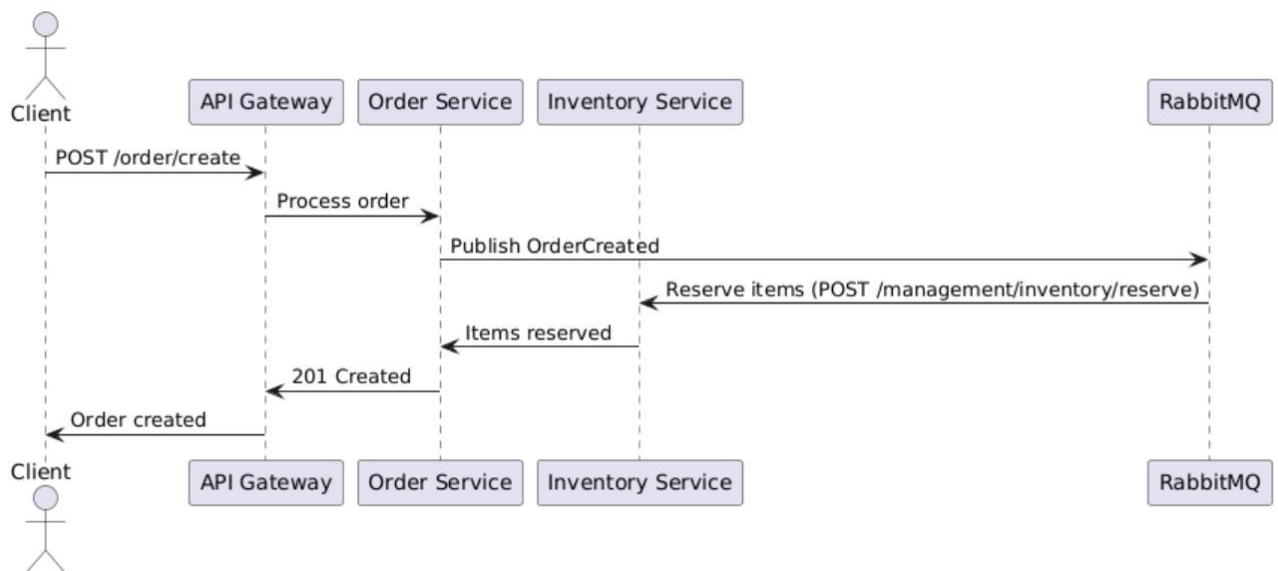 Client
API Gateway
Order Service
Inventory Service
RabbitMQ
POST /order/create
Process order
Publish OrderCreated
Reserve items (POST /management/inventory/reserve)
Items reserved
201 Created
Order created
Client
API Gateway
Order Service
Inventory Service
RabbitMQ